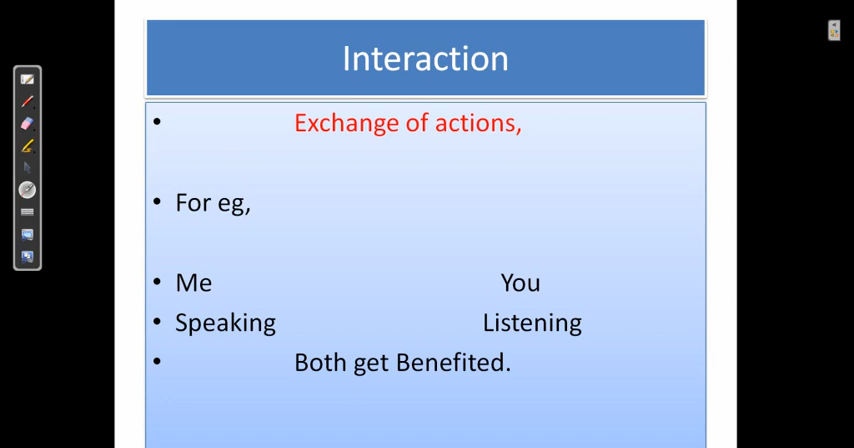 Interaction
• Exchange of actions,
• For eg,
• Me You
• Speaking Listening
• Both get Benefited.